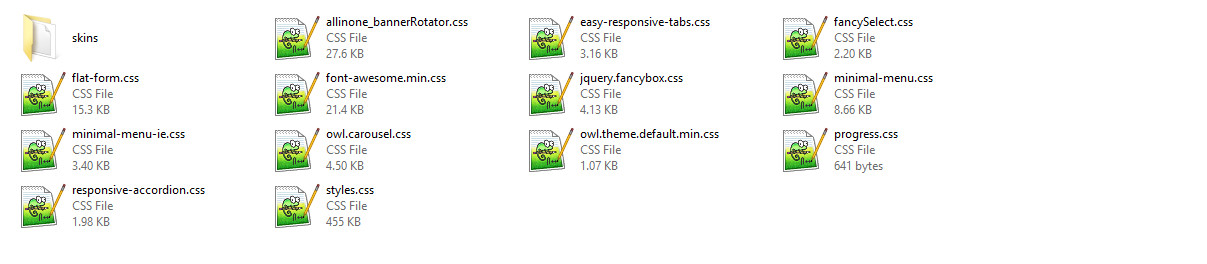 skins
allinone_bannerRotator.css
CSS File
27.6 KB
easy-responsive-tabs.css
CSS File
3.16 KB
fancySelect.css
CSS File
2.20 KB
flat-form.css
CSS File
15.3 KB
font-awesome.min.css
CSS File
21.4 KB
jquery.fancybox.css
CSS File
4.13 KB
minimal-menu.css
CSS File
8.66 KB
minimal-menu-ie.css
CSS File
3.40 KB
owl.carousel.css
CSS File
4.50 KB
owl.theme.default.min.css
CSS File
1.07 KB
progress.css
CSS File
641 bytes
responsive-accordion.css
CSS File
1.98 KB
styles.css
CSS File
455 KB